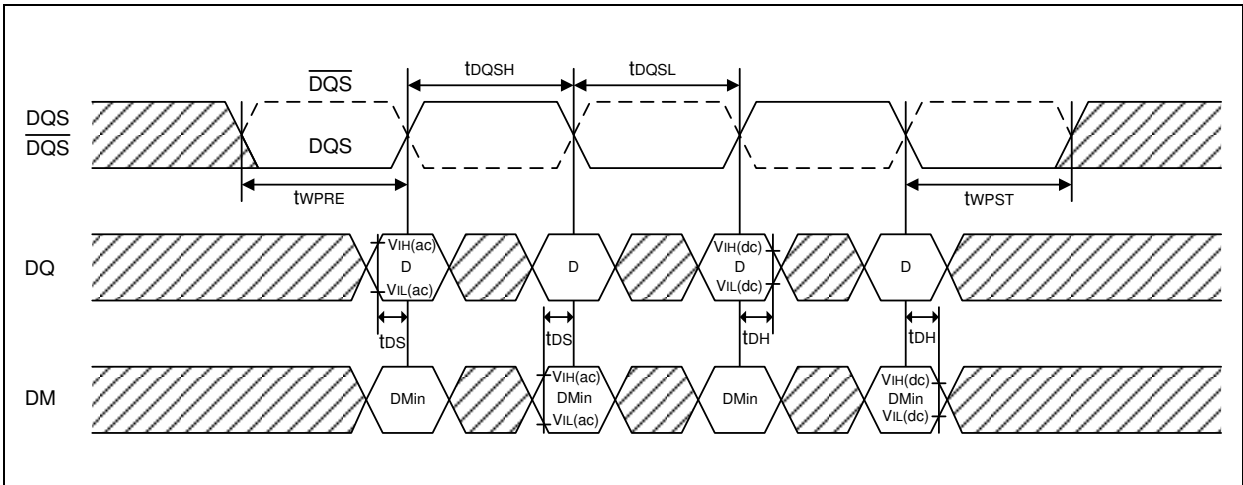 tDQSH tDQSL
DQS
DQS
DQS
DQS
tWPRE tWPST
VIH(ac) VIH(dc)
DQ D D D D
VIL(ac) VIL(dc)
tDS tDS tDH tDH
VIH(ac) VIH(dc)
DM DMin DMin DMin DMin
VIL(ac) VIL(dc)